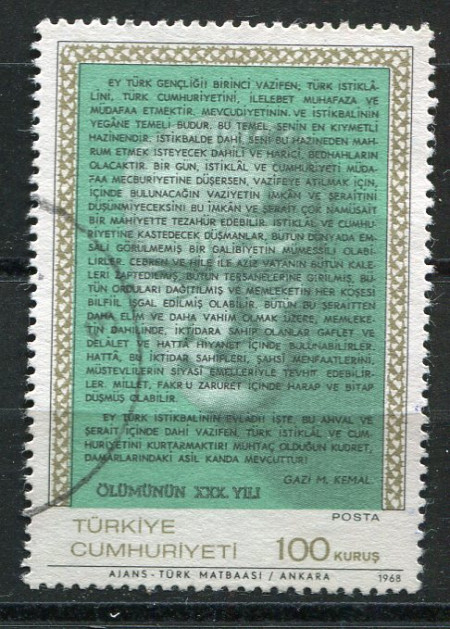 EY TÜRK GENÇLİĞİ! BİRİNCİ VAZİFEN; TÜRK İSTİKLÂ-
LİNİ, TÜRK CUMHURİYETİNİ, İLELEBET MUHAFAZA VE
MÜDAFAA ETMEKTİR. MEVCUDİYETİNİN VE İSTİKBALİNİN
YEGÂNE TEMELİ BUDUR. BU TEMEL, SENİN EN KIYMETLİ
HAZİNENDİR. İSTİKBALDE DAHİ, SENİ BU HAZİNEDEN MAH-
RUM ETMEK İSTEYECEK DAHİLİ VE HARİCİ, BEDHAHLARIN
OLACAKTIR. BİR GÜN, İSTİKLÂL VE CUMHURİYETİ MÜDA-
FAA MECBURİYETİNE DÜŞERSEN, VAZİFEYE ATILMAK İÇİN,
İÇİNDE BULUNACAĞIN VAZİYETİN İMKÂN VE ŞERAİTİNİ
DÜŞÜNMİYECEKSİN! BU İMKÂN VE ŞERAİT, ÇOK NAMÜSAİT
BİR MAHİYETTE TEZAHÜR EDEBİLİR. İSTİKLÂL VE CUMHU-
RİYETİNE KASTEDECEK DÜŞMANLAR, BÜTÜN DÜNYADA EM-
SALİ GÖRÜLMEMİŞ BİR GALİBİYETİN MÜMESSİLİ OLABİ-
LİRLER. CEBREN VE HİLE İLE AZİZ VATANIN BÜTÜN KALE-
LERİ ZAPTEDİLMİŞ, BÜTÜN TERSANELERİNE GİRİLMİŞ, BÜ-
TÜN ORDULARI DAĞITILMIŞ VE MEMLEKETİN HER KÖŞESİ
BİLFİİL İŞGAL EDİLMİŞ OLABİLİR. BÜTÜN BU ŞERAİTTEN
DAHA ELİM VE DAHA VAHİM OLMAK ÜZERE, MEMLEKE-
TİN DAHİLİNDE, İKTİDARA SAHİP OLANLAR GAFLET VE
DELÂLET VE HATTÂ HİYANET İÇİNDE BULUNABİLİRLER.
HATTÂ, BU İKTİDAR SAHİPLERİ, ŞAHSİ MENFAATLERİNİ,
MÜSTEVLİLERİN SİYASİ EMELLERİYLE TEVHİT EDEBİLİR-
LER. MİLLET, FAKR U ZARURET İÇİNDE HARAP VE BİTAP
DÜŞMÜŞ OLABİLİR.
EY TÜRK İSTİKBALİNİN EVLADI! İŞTE, BU AHVAL VE
ŞERAİT İÇİNDE DAHİ VAZİFEN, TÜRK İSTİKLÂL VE CUM-
HURİYETİNİ KURTARMAKTIR! MUHTAÇ OLDUĞUN KUDRET,
DAMARLARINDAKİ ASİL KANDA MEVCUTTUR!
GAZİ M. KEMAL
ÖLÜMÜNÜN XXX. YILI
POSTA
TÜRKİYE
CUMHURİYETİ 100 KURUŞ
AJANS - TÜRK MATBAASI / ANKARA 1968